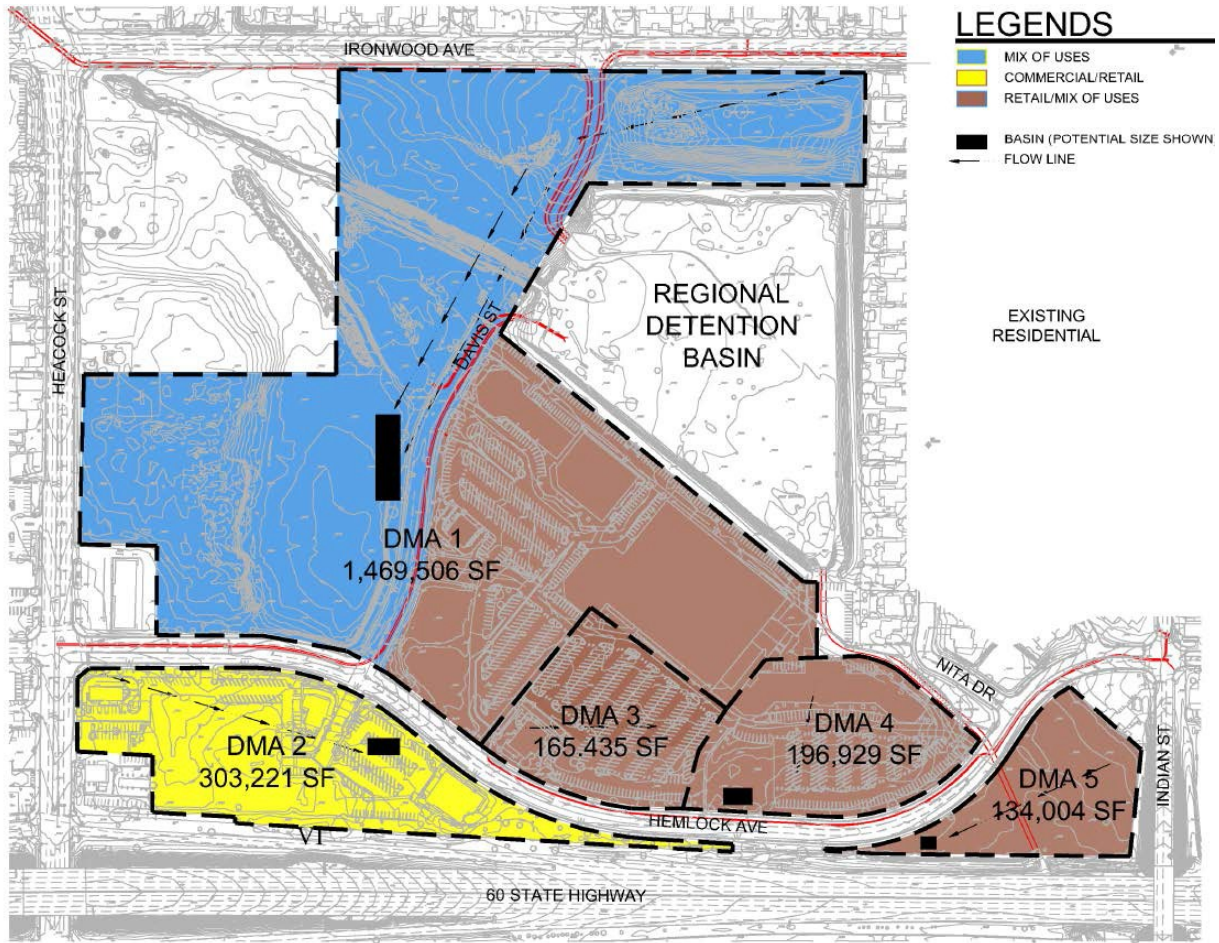 LEGENDS
MIX OF USES
COMMERCIAL/RETAIL
RETAIL/MIX OF USES
BASIN (POTENTIAL SIZE SHOWN)
FLOW LINE
IRONWOOD AVE
HEACOCK ST
DAVIS ST
REGIONAL
DETENTION
BASIN
EXISTING
RESIDENTIAL
DMA 1
1,469,506 SF
NITA DR
DMA 2
303,221 SF
DMA 3
165.435 SF
DMA 4
196,929 SF
DMA 5
134,004 SF
INDIAN ST
HEMLOCK AVE
VI
60 STATE HIGHWAY